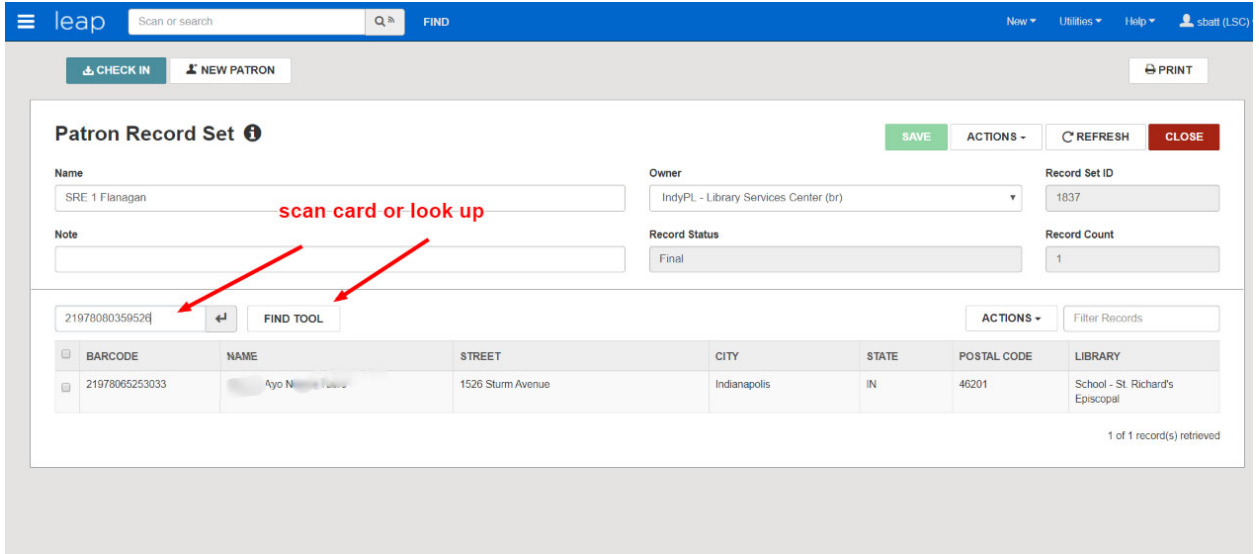 leap Scan or search FIND New Utilities Help sbatt (LSC)
CHECK IN NEW PATRON PRINT
Patron Record Set SAVE ACTIONS REFRESH CLOSE
Name Owner Record Set ID
SRE 1 Flanagan IndyPL - Library Services Center (br) 1837
scan card or look up
Note Record Status Record Count
Final 1
21978080359526 FIND TOOL ACTIONS Filter Records
BARCODE NAME STREET CITY STATE POSTAL CODE LIBRARY
21978065253033 Ayo 1526 Sturm Avenue Indianapolis IN 46201 School - St. Richard's
Episcopal
1 of 1 record(s) retrieved